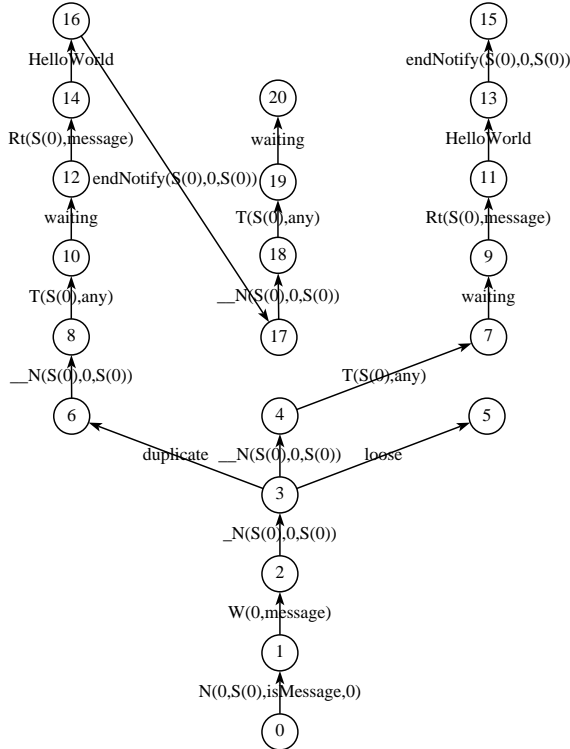 16
15
HelloWorld
endNotify(S(0),0,S(0))
14
20
13
Rt(S(0),message)
waiting
HelloWorld
12
endNotify(S(0),0,S(0))
19
11
waiting
T(S(0),any)
Rt(S(0),message)
10
18
9
T(S(0),any)
__N(S(0),0,S(0))
waiting
8
17
7
__N(S(0),0,S(0))
T(S(0),any)
6
4
5
duplicate
__N(S(0),0,S(0))
loose
3
_N(S(0),0,S(0))
2
W(0,message)
1
N(0,S(0),isMessage,0)
0